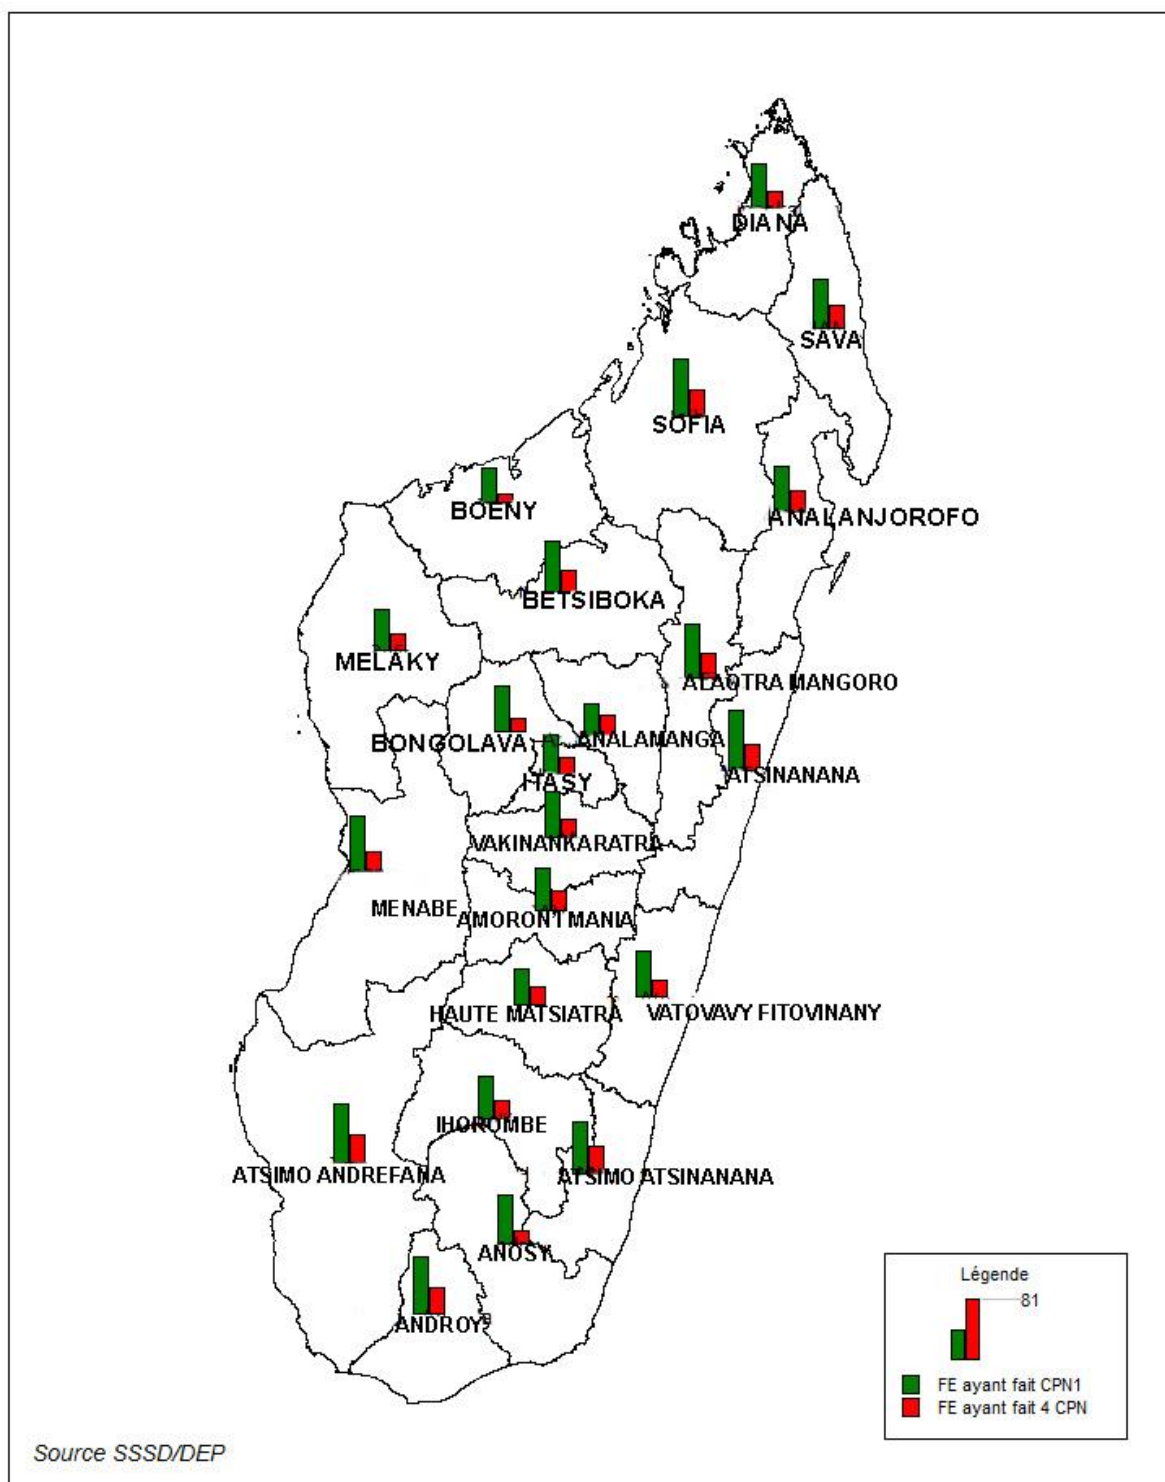 DIANA
SAVA
SOFIA
BOENY
ANALANJOROFO
BETSIBOKA
MELAKY
ALAOTRA MANGORO
BONGOLAVA
ANALAMANGA
ITASY
ATSINANANA
VAKINANKARATRA
MENABE
AMORON'I MANIA
HAUTE MATSIATRA
VATOVAVY FITOVINANY
IHOROMBE
ATSIMO ANDREFANA
ATSIMO ATSINANANA
ANOSY
ANDROY
Légende
81
FE ayant fait CPN1
FE ayant fait 4 CPN
Source SSSD/DEP